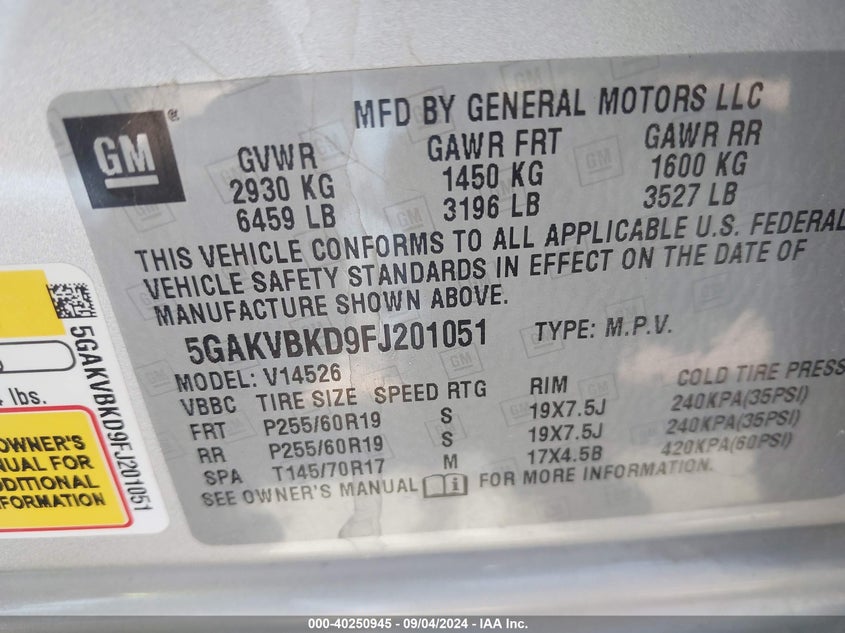 MFD BY GENERAL MOTORS LLC
GM
®
GVWR GAWR FRT GAWR RR
2930 KG 1450 KG 1600 KG
6459 LB 3196 LB 3527 LB
THIS VEHICLE CONFORMS TO ALL APPLICABLE U.S. FEDERAL
VEHICLE SAFETY STANDARDS IN EFFECT ON THE DATE OF
MANUFACTURE SHOWN ABOVE.
5GAKVBKD9FJ201051 TYPE: M.P.V.
MODEL: V14526
VBBC TIRE SIZE SPEED RTG RIM COLD TIRE PRESS
FRT P255/60R19 S 19X7.5J 240KPA(35PSI)
RR P255/60R19 S 19X7.5J 240KPA(35PSI)
SPA T145/70R17 M 17X4.5B 420KPA(60PSI)
SEE OWNER'S MANUAL FOR MORE INFORMATION
5GAKVBKD9FJ201051
lbs.
OWNER'S
FOR
000-40250945 - 09/04/2024 - IAA Inc.